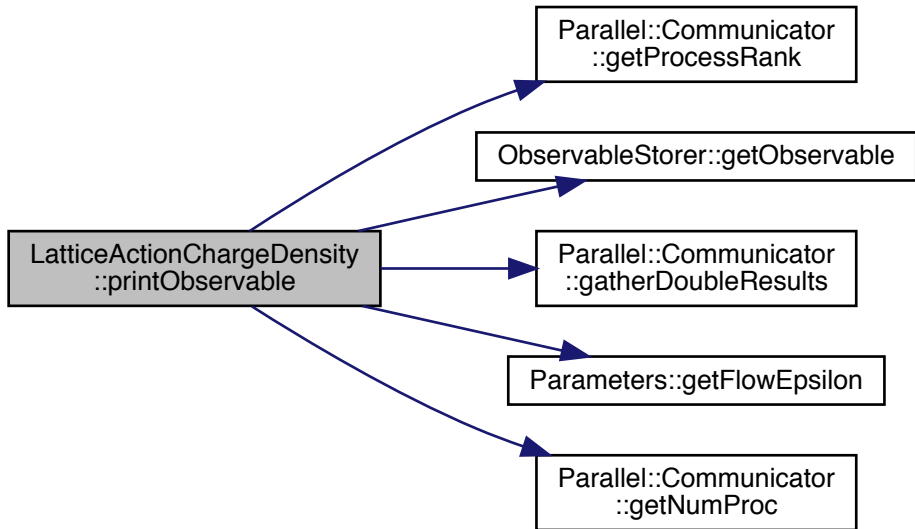 Parallel::Communicator
::getProcessRank
ObservableStorer::getObservable
LatticeActionChargeDensity
::printObservable
Parallel::Communicator
::gatherDoubleResults
Parameters::getFlowEpsilon
Parallel::Communicator
::getNumProc